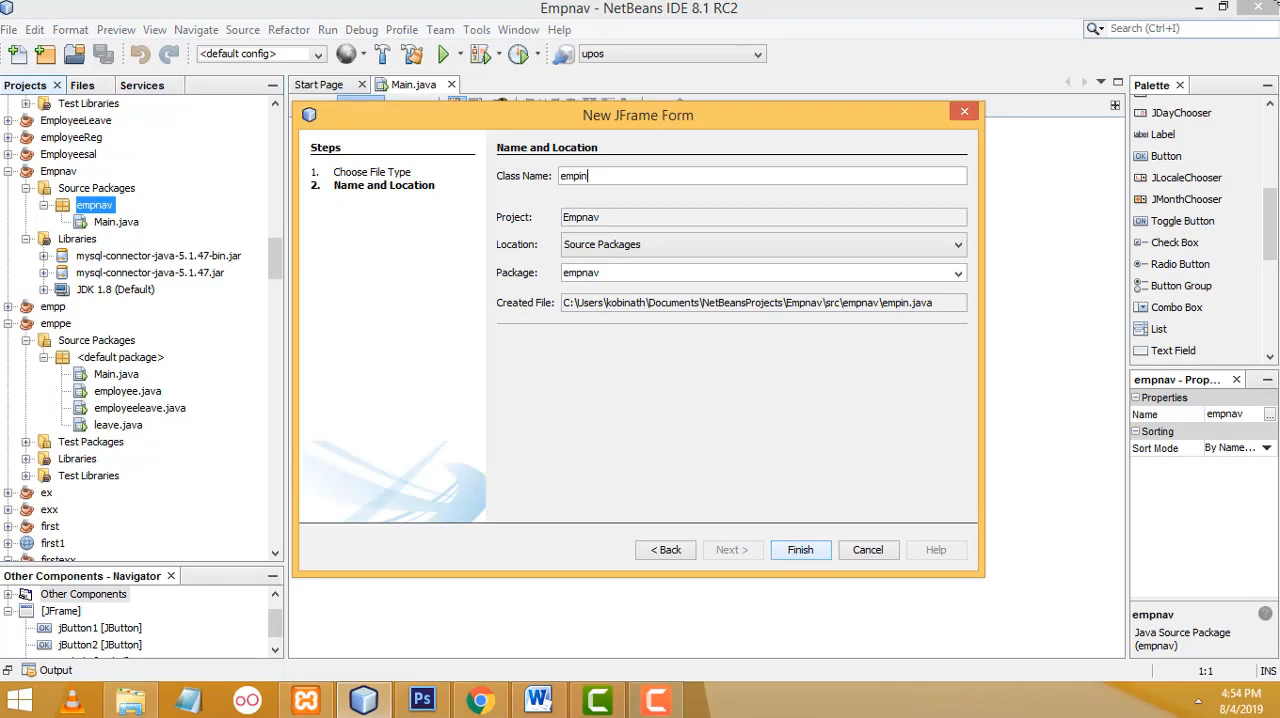 Empnav - NetBeans IDE 8.1 RC2
File Edit Format Preview View Navigate Source Refactor Run Debug Profile Team Tools Window Help
Search (Ctrl+I)
<default config>
upos
Projects Files Services
Start Page Main.java
Palette
Test Libraries
EmployeeLeave
employeeReg
Employeesal
Empnav
Source Packages
empnav
Main.java
Libraries
mysql-connector-java-5.1.47-bin.jar
mysql-connector-java-5.1.47.jar
JDK 1.8 (Default)
empp
emppe
Source Packages
<default package>
Main.java
employee.java
employeeleave.java
leave.java
Test Packages
Libraries
Test Libraries
ex
exx
first
first1
firstexx
Other Components - Navigator
Other Components
[JFrame]
jButton1 [JButton]
jButton2 [JButton]
Output
New JFrame Form
Steps
1. Choose File Type
2. Name and Location
Name and Location
Class Name: empin
Project: Empnav
Location: Source Packages
Package: empnav
Created File: C:\Users\kobinath\Documents\NetBeansProjects\Empnav\src\empnav\empin.java
< Back Next > Finish Cancel Help
JDayChooser
Label
OK Button
JLocaleChooser
JMonthChooser
ON Toggle Button
Check Box
Radio Button
Button Group
Combo Box
List
Text Field
empnav - Prop...
Properties
Name empnav ...
Sorting
Sort Mode By Name...
empnav
Java Source Package
(empnav)
1:1 INS
Ps
4:54 PM
8/4/2019